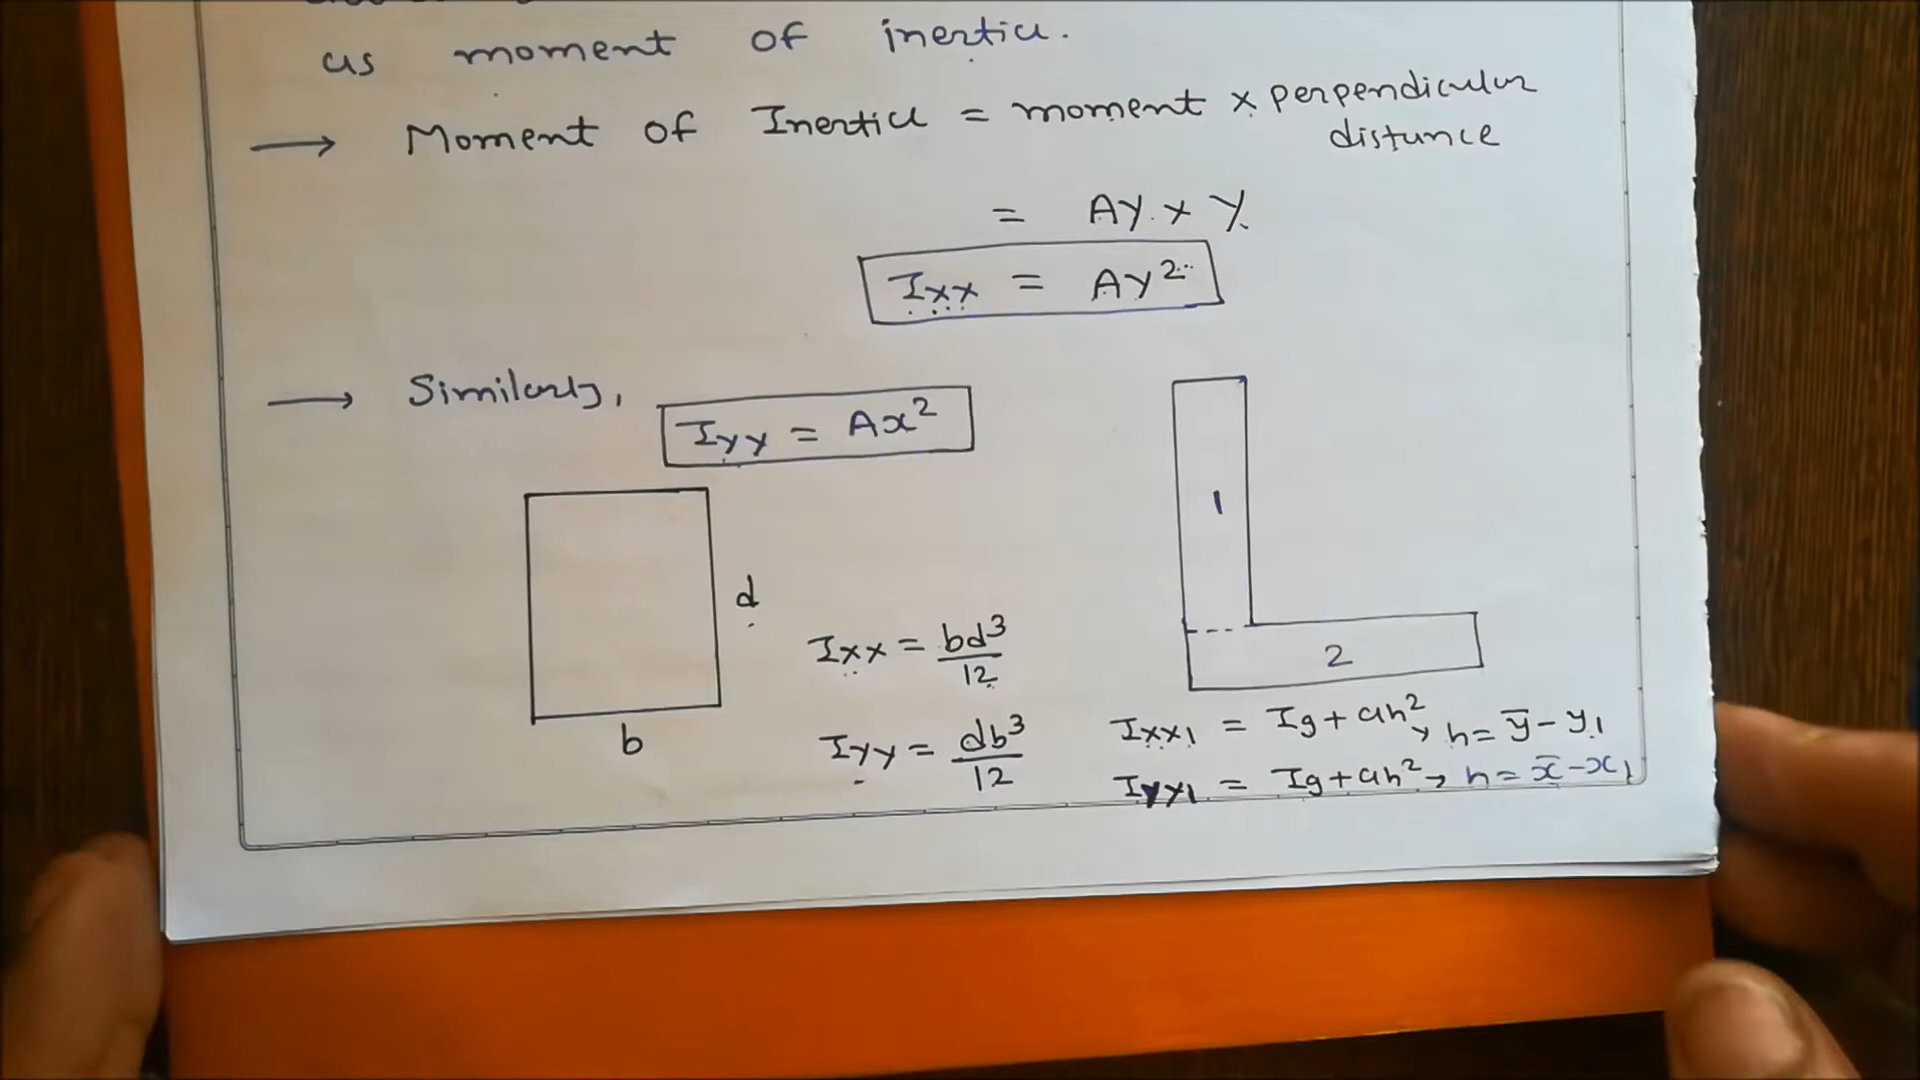 as moment of inertia.
→ Moment of Inertia = moment × perpendicular
distance
= Ay × y
Ixx = Ay²
→ Similarly,
Iyy = Ax²
1
d
Ixx = bd³/12
2
b
Iyy = db³/12
Ixx1 = Ig + ah², h = ȳ - y1
Iyy1 = Ig + ah², h = x̄ - x1